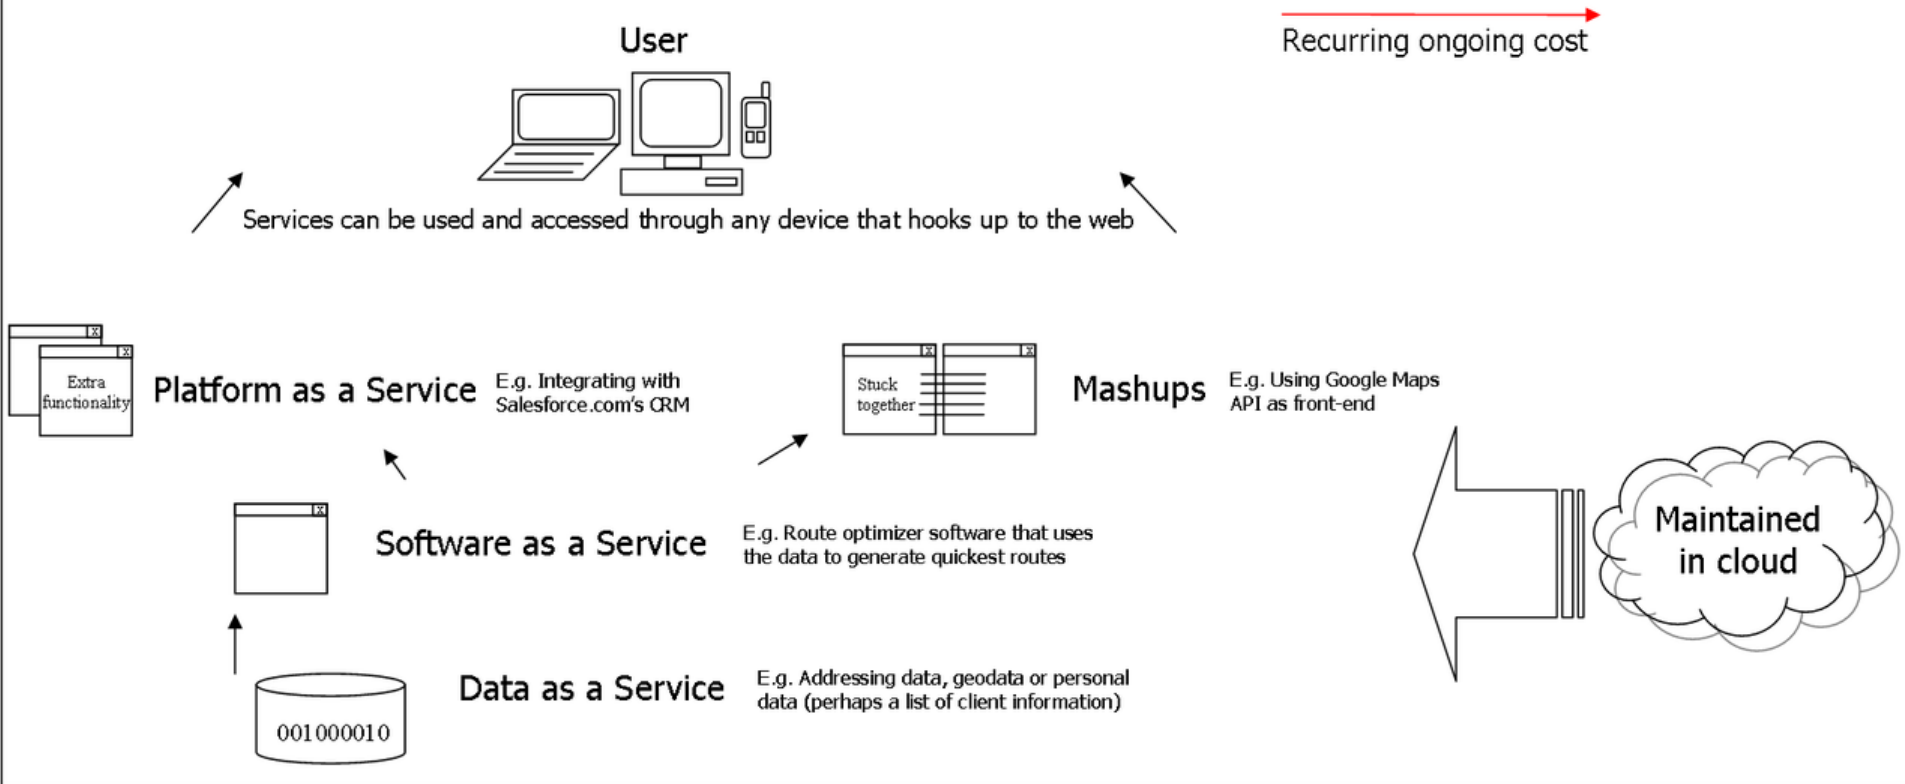 Recurring ongoing cost
User
Services can be used and accessed through any device that hooks up to the web
X
X
Extra
functionality
Platform as a Service
E.g. Integrating with
Salesforce.com's CRM
X
X
Stuck
together
Mashups
E.g. Using Google Maps
API as front-end
X
Software as a Service
E.g. Route optimizer software that uses
the data to generate quickest routes
Maintained
in cloud
Data as a Service
E.g. Addressing data, geodata or personal
data (perhaps a list of client information)
001000010